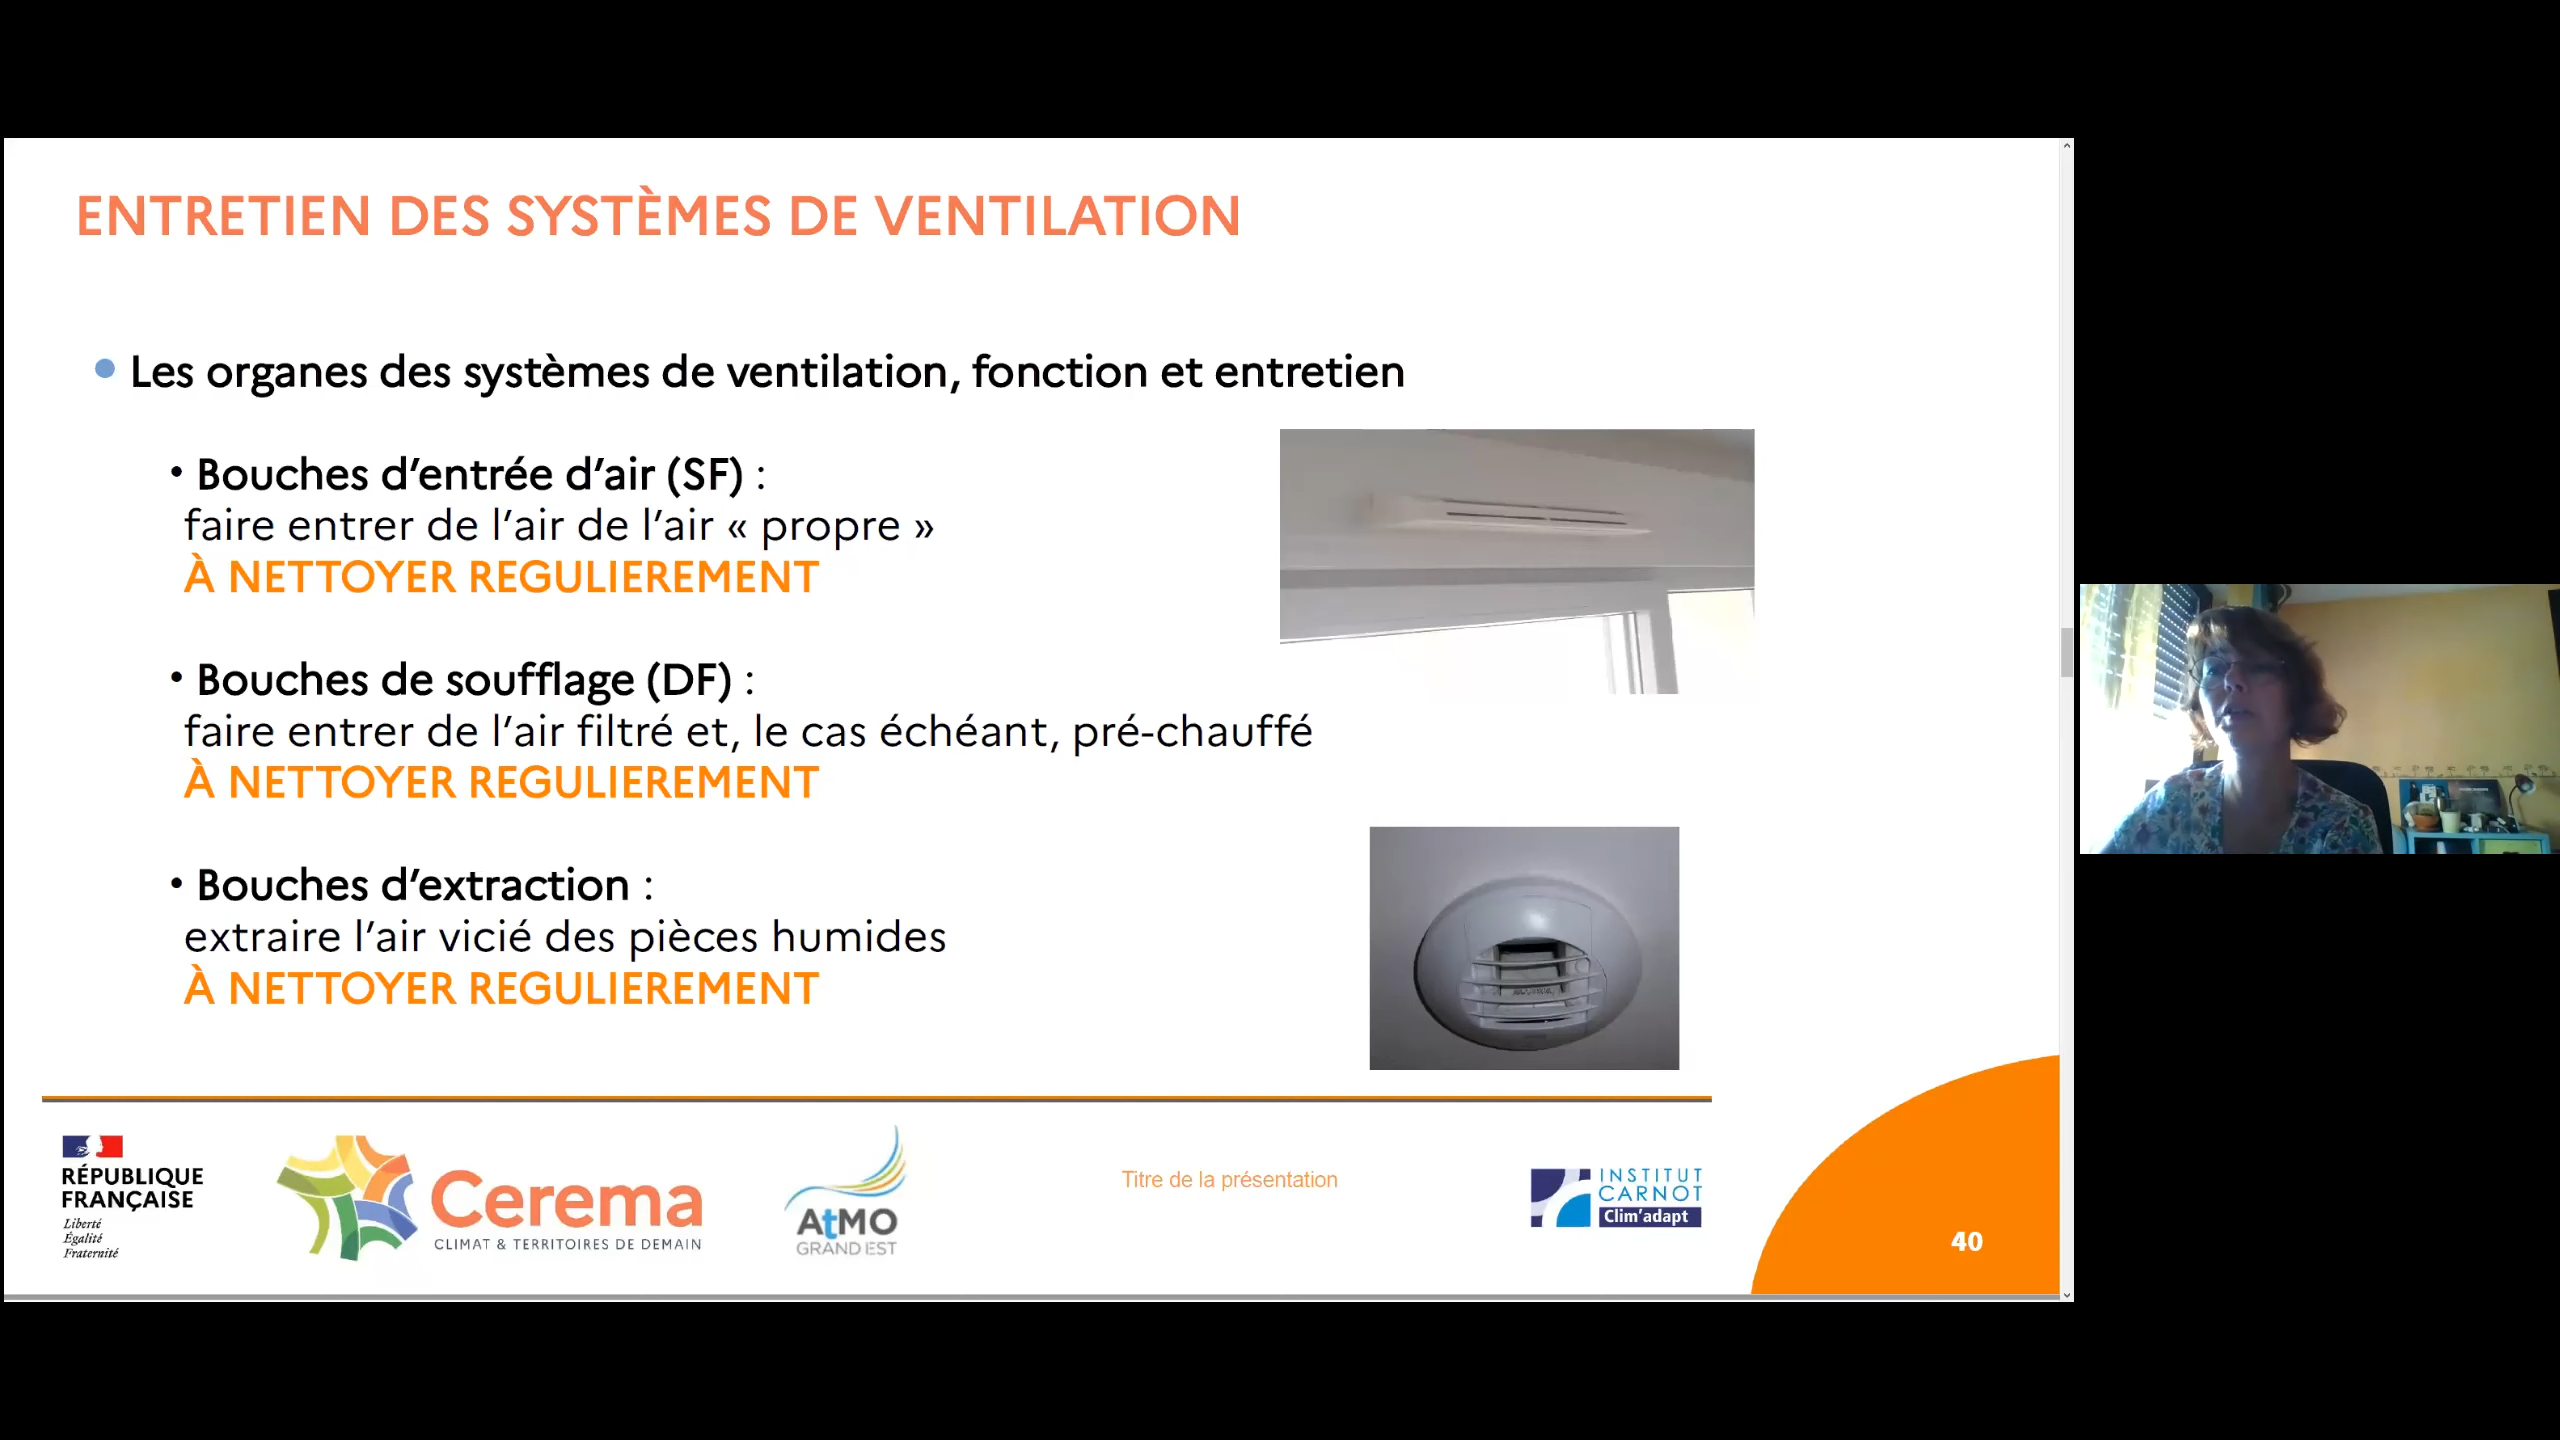 ENTRETIEN DES SYSTÈMES DE VENTILATION
• Les organes des systèmes de ventilation, fonction et entretien
• Bouches d’entrée d’air (SF) :
faire entrer de l’air de l’air « propre »
À NETTOYER REGULIEREMENT
• Bouches de soufflage (DF) :
faire entrer de l’air filtré et, le cas échéant, pré-chauffé
À NETTOYER REGULIEREMENT
• Bouches d’extraction :
extraire l’air vicié des pièces humides
À NETTOYER REGULIEREMENT
RÉPUBLIQUE
FRANÇAISE
Liberté
Égalité
Fraternité
Cerema
CLIMAT & TERRITOIRES DE DEMAIN
AtMO
GRAND EST
Titre de la présentation
INSTITUT
CARNOT
Clim’adapt
40